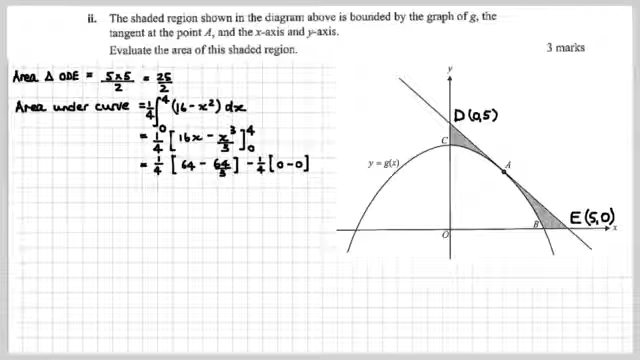 ii. The shaded region shown in the diagram above is bounded by the graph of g, the
tangent at the point A, and the x-axis and y-axis.
Evaluate the area of this shaded region.
3 marks
Area Δ ODE = 5×5/2 = 25/2
Area under curve = 1/4 ∫₀⁴ (16 - x²) dx
= 1/4 [16x - x³/3]₀⁴
= 1/4 [64 - 64/3] - 1/4 [0 - 0]
y
D(0,5)
C
y = g(x)
A
E(5,0)
B
x
O